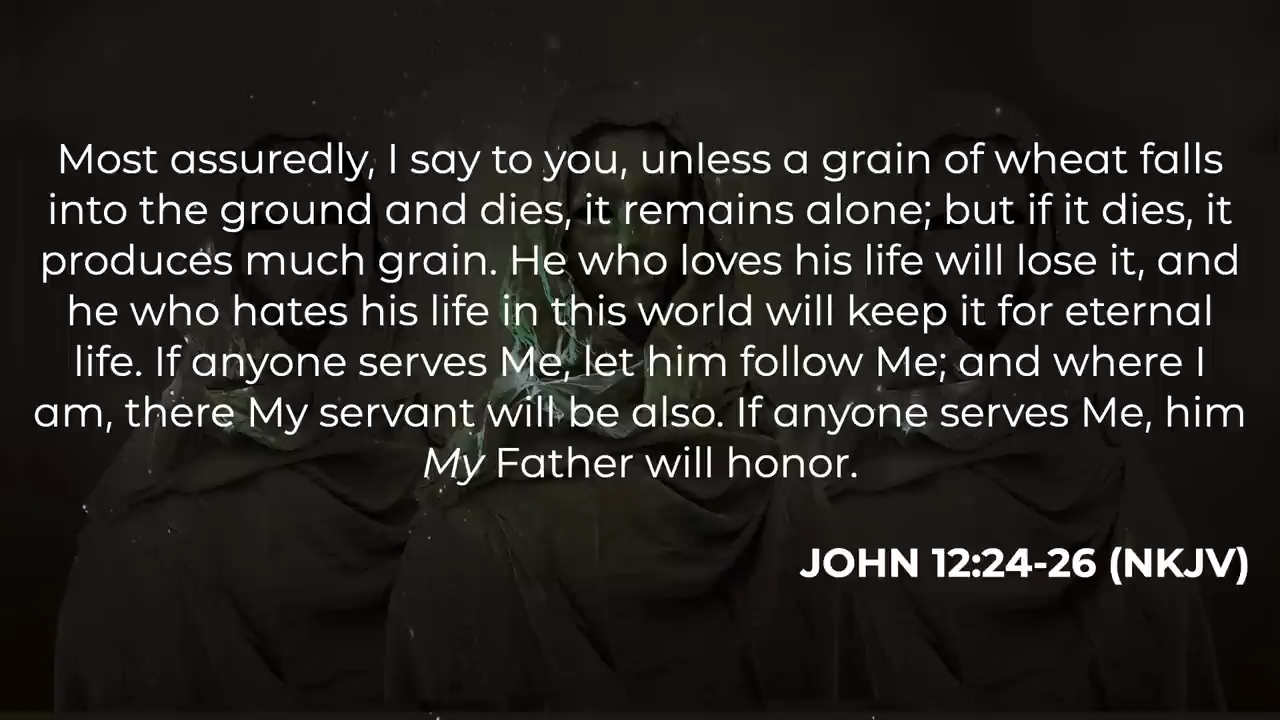 Most assuredly, I say to you, unless a grain of wheat falls
into the ground and dies, it remains alone; but if it dies, it
produces much grain. He who loves his life will lose it, and
he who hates his life in this world will keep it for eternal
life. If anyone serves Me, let him follow Me; and where I
am, there My servant will be also. If anyone serves Me, him
My Father will honor.
JOHN 12:24-26 (NKJV)